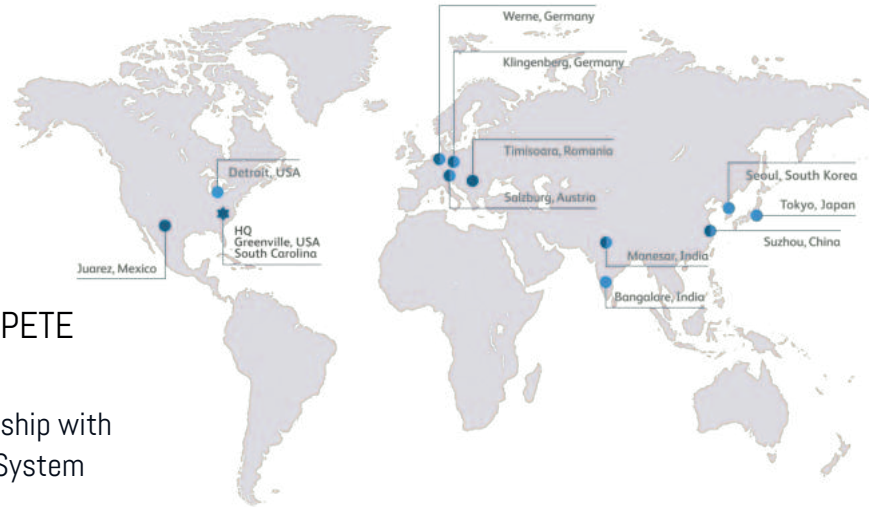 Werne, Germany
Klingenberg, Germany
Timisoara, Romania
Salzburg, Austria
Detrait, USA
HQ
Greenville, USA
South Carolina
Juarez, Mexico
Seoul, South Korea
Tokyo, Japan
Suzhou, China
Manesar, India
Bangalare, India
PETE
ship with
System